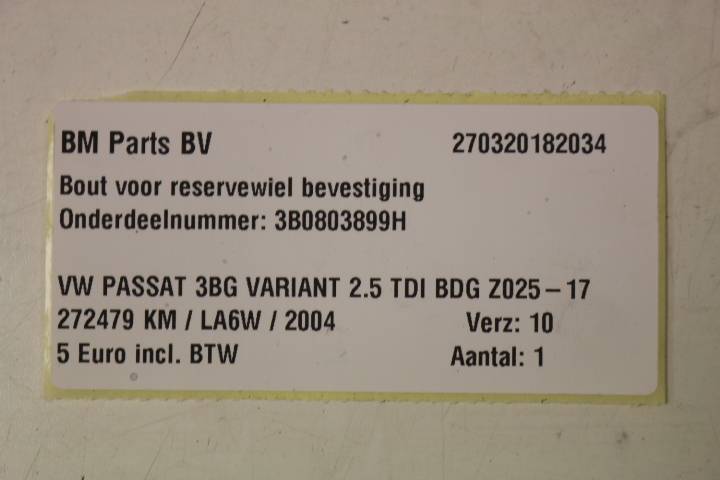 BM Parts BV 270320182034
Bout voor reservewiel bevestiging
Onderdeelnummer: 3B0803899H
VW PASSAT 3BG VARIANT 2.5 TDI BDG Z025-17
272479 KM / LA6W / 2004 Verz: 10
5 Euro incl. BTW Aantal: 1